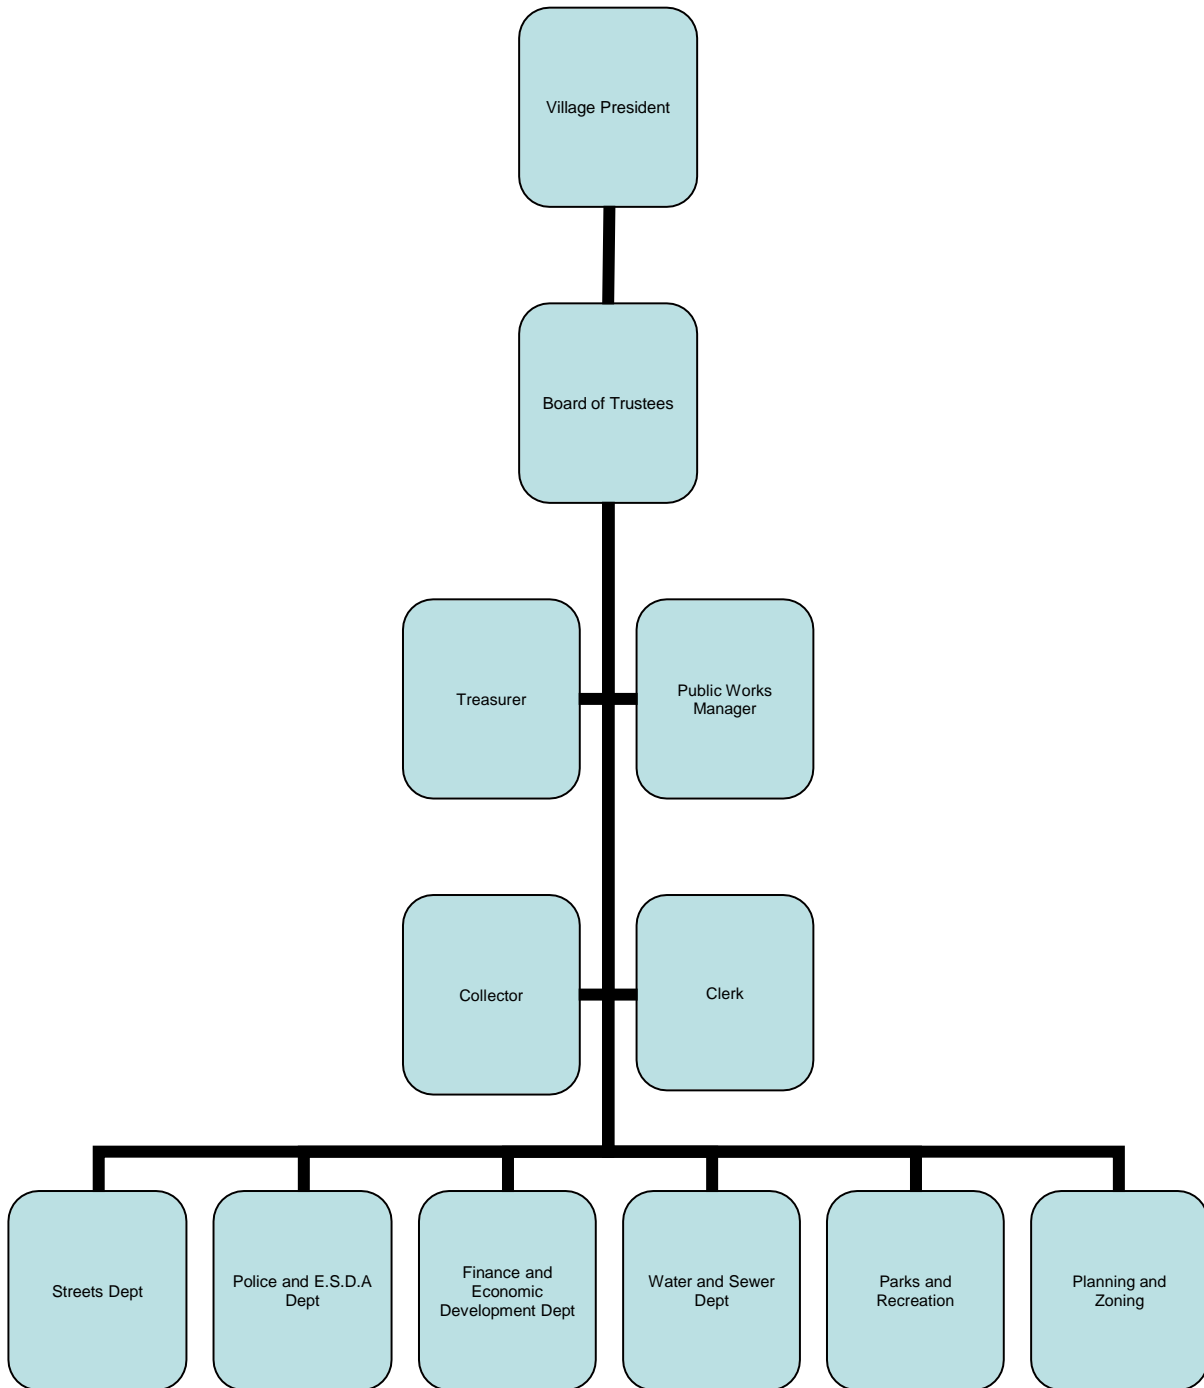 Village President
Board of Trustees
Treasurer
Public Works
Manager
Collector
Clerk
Streets Dept
Police and E.S.D.A
Dept
Finance and
Economic
Development Dept
Water and Sewer
Dept
Parks and
Recreation
Planning and
Zoning